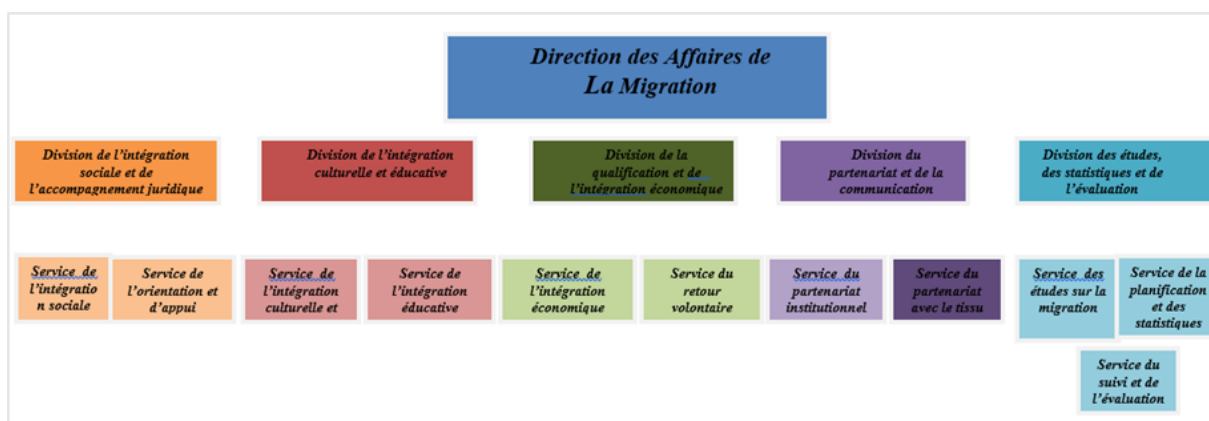 Direction des Affaires de
La Migration
Division de l'intégration
sociale et de
l'accompagnement juridique
Division de l'intégration
culturelle et éducative
Division de la
qualification et de
l'intégration économique
Division du
partenariat et de la
communication
Division des études,
des statistiques et de
l'évaluation
Service de
l'intégratio
n sociale
Service de
l'orientation et
d'appui
Service de
l'intégration
culturelle et
Service de
l'intégration
éducative
Service de
l'intégration
économique
Service du
retour
volontaire
Service du
partenariat
institutionnel
Service du
partenariat
avec le tissu
Service des
études sur la
migration
Service de la
planification
et des
statistiques
Service du
suivi et de
l'évaluation